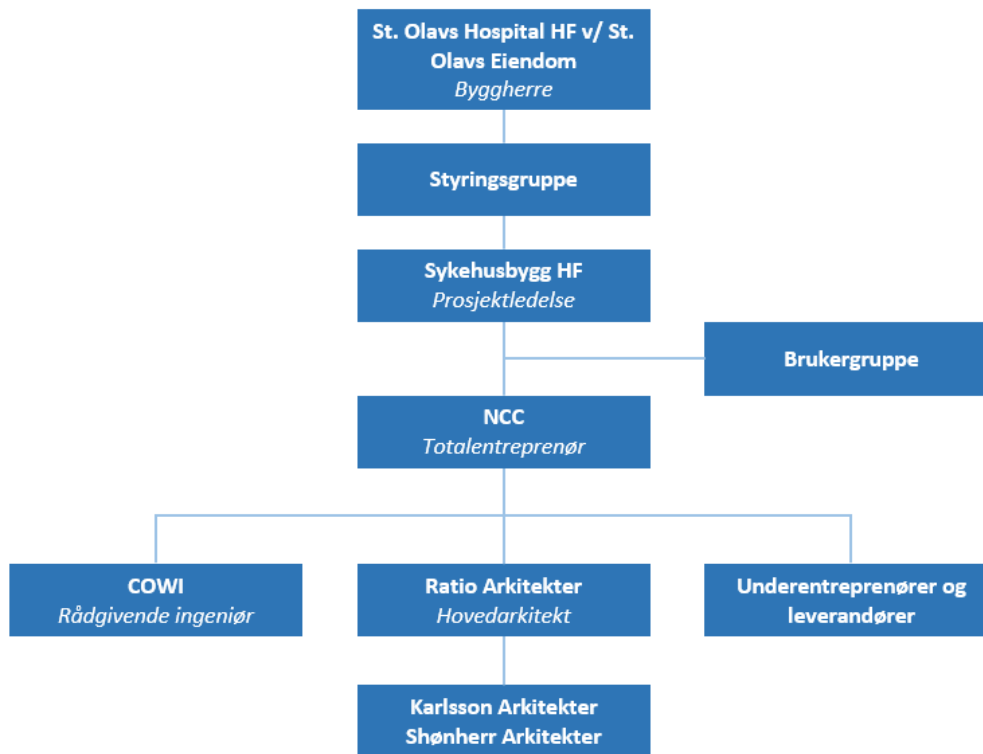 St. Olavs Hospital HF v/ St.
Olavs Eiendom
Byggherre
Styringsgruppe
Sykehusbygg HF
Prosjektledelse
Brukergruppe
NCC
Totalentreprenør
COWI
Rådgivende ingeniør
Ratio Arkitekter
Hovedarkitekt
Underentreprenører og
leverandører
Karlsson Arkitekter
Shønherr Arkitekter